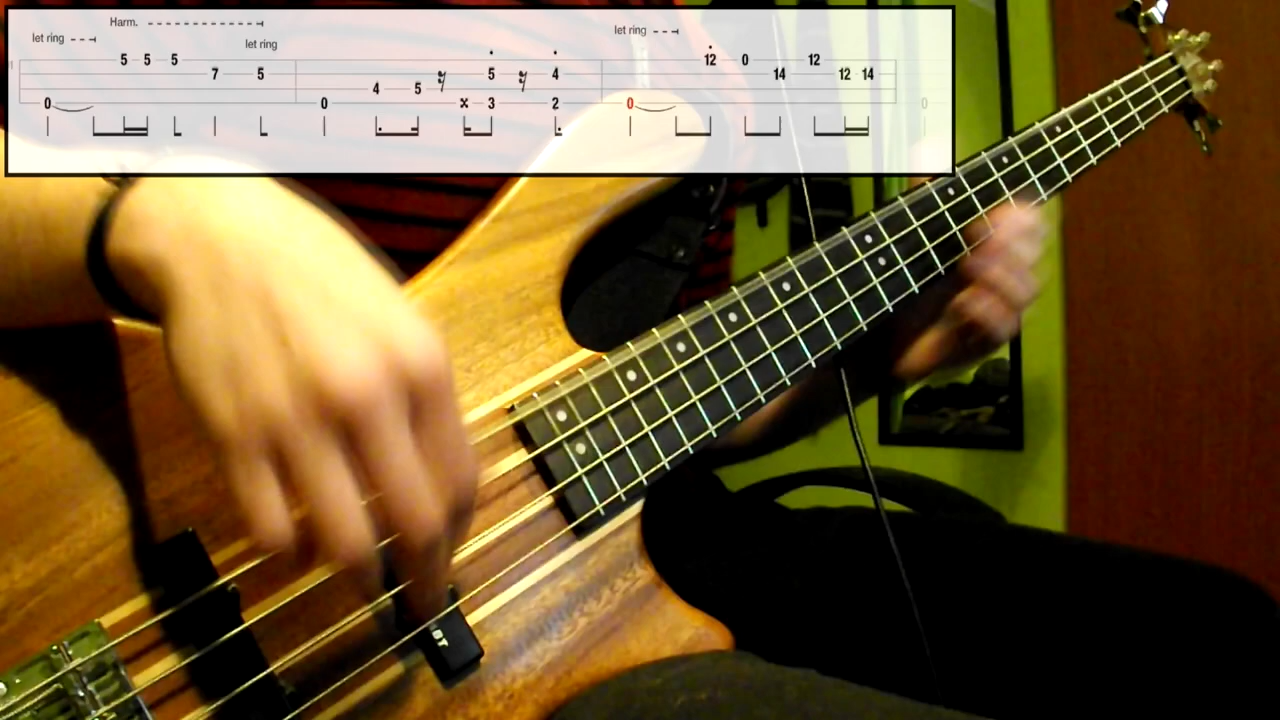 Harm.
let ring
let ring
let ring
5 5 5 5 4 12 0 12
7 5 14 12 14
4 5
0 0 x 3 2 0 0